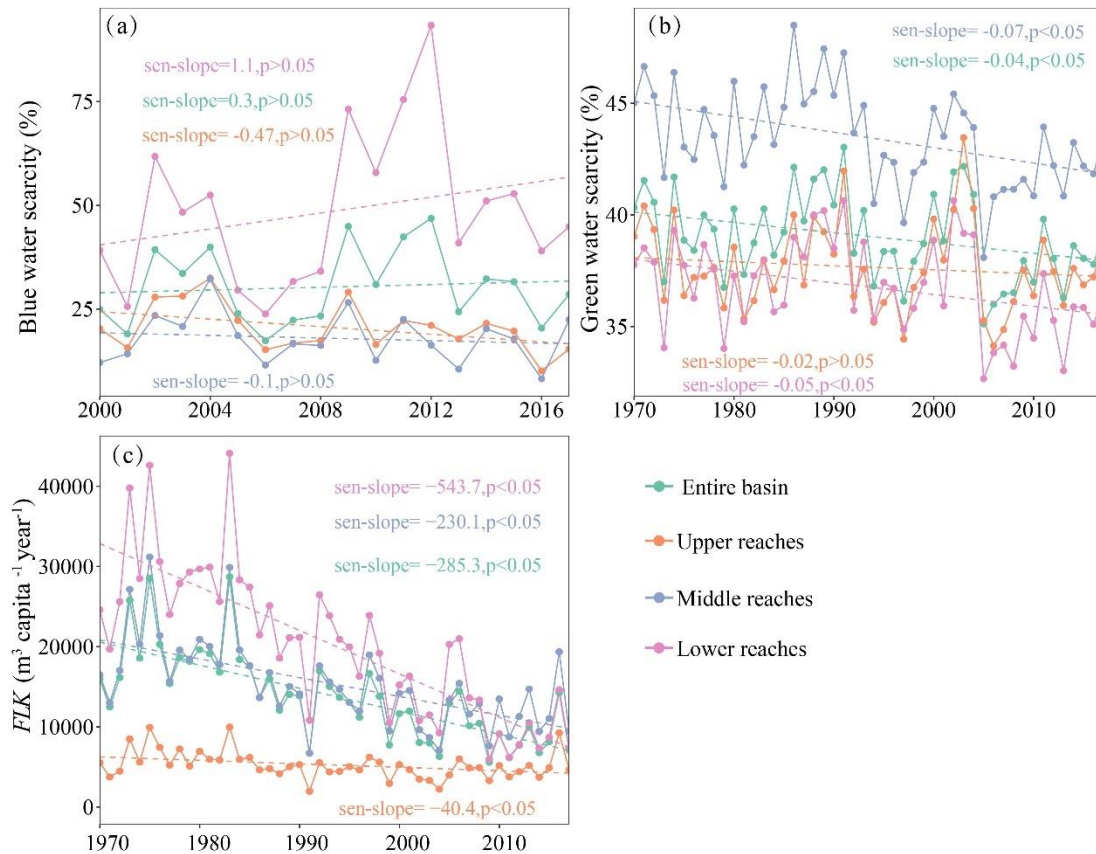 (a)
sen-slope=1.1,p>0.05
sen-slope=0.3,p>0.05
sen-slope= -0.47,p>0.05
sen-slope= -0.1,p>0.05
Blue water scarcity (%)
75
50
25
2000 2004 2008 2012 2016
(b)
sen-slope= -0.07,p<0.05
sen-slope= -0.04,p<0.05
sen-slope= -0.02,p>0.05
sen-slope= -0.05,p<0.05
Green water scarcity (%)
45
40
35
1970 1980 1990 2000 2010
(c)
sen-slope= −543.7,p<0.05
sen-slope= −230.1,p<0.05
sen-slope= −285.3,p<0.05
sen-slope= −40.4,p<0.05
FLK (m³ capita ⁻¹ year⁻¹)
40000
30000
20000
10000
0
1970 1980 1990 2000 2010
Entire basin
Upper reaches
Middle reaches
Lower reaches